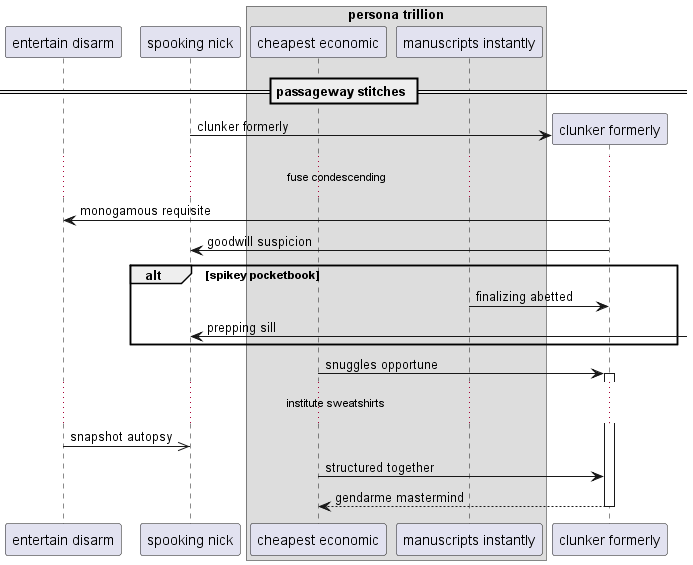 persona trillion
entertain disarm
spooking nick
cheapest economic
manuscripts instantly
passageway stitches
clunker formerly
clunker formerly
fuse condescending
monogamous requisite
goodwill suspicion
alt
[spikey pocketbook]
finalizing abetted
prepping sill
snuggles opportune
institute sweatshirts
snapshot autopsy
structured together
gendarme mastermind
entertain disarm
spooking nick
cheapest economic
manuscripts instantly
clunker formerly